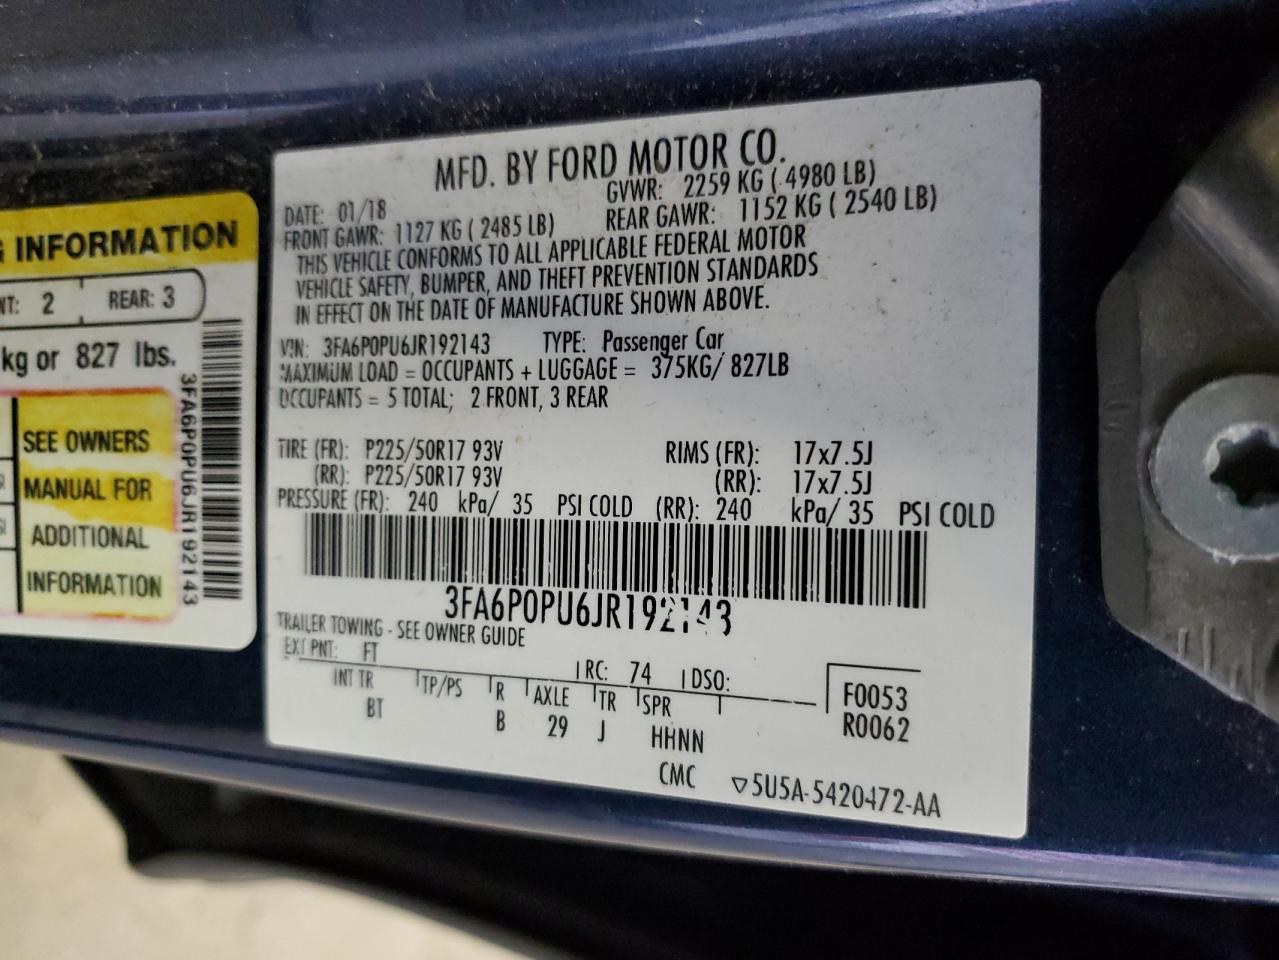 G INFORMATION
NT: 2 REAR: 3
kg or 827 lbs.
SEE OWNERS
MANUAL FOR
ADDITIONAL
INFORMATION
3FA6P0PU6JR192143
MFD. BY FORD MOTOR CO.
DATE: 01/18 GVWR: 2259 KG ( 4980 LB)
FRONT GAWR: 1127 KG ( 2485 LB) REAR GAWR: 1152 KG ( 2540 LB)
THIS VEHICLE CONFORMS TO ALL APPLICABLE FEDERAL MOTOR
VEHICLE SAFETY, BUMPER, AND THEFT PREVENTION STANDARDS
IN EFFECT ON THE DATE OF MANUFACTURE SHOWN ABOVE.
VIN: 3FA6P0PU6JR192143 TYPE: Passenger Car
MAXIMUM LOAD = OCCUPANTS + LUGGAGE = 375KG/ 827LB
OCCUPANTS = 5 TOTAL; 2 FRONT, 3 REAR
TIRE (FR): P225/50R17 93V RIMS (FR): 17x7.5J
(RR): P225/50R17 93V (RR): 17x7.5J
PRESSURE (FR): 240 kPa/ 35 PSI COLD (RR): 240 kPa/ 35 PSI COLD
3FA6P0PU6JR192143
TRAILER TOWING - SEE OWNER GUIDE
EXT PNT: FT RC: 74 DSO:
INT TR TP/PS R AXLE TR SPR F0053
BT B 29 J HHNN R0062
CMC ▽5U5A-5420472-AA